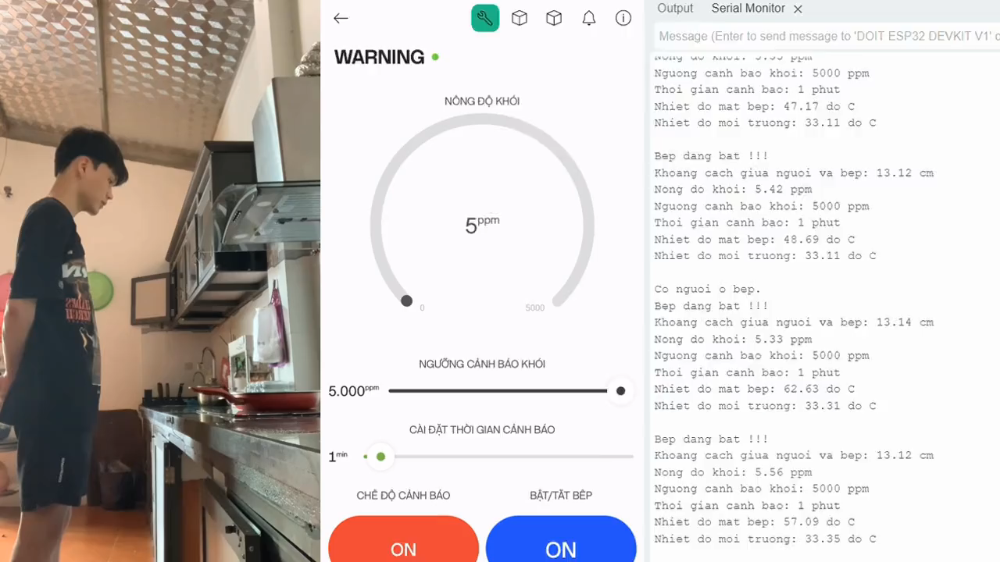 WARNING
NỒNG ĐỘ KHÓI
5ppm
0
5000
NGƯỠNG CẢNH BÁO KHÓI
5.000ppm
CÀI ĐẶT THỜI GIAN CẢNH BÁO
1min
CHẾ ĐỘ CẢNH BÁO
BẬT/TẮT BẾP
ON
ON
Output
Serial Monitor
Message (Enter to send message to 'DOIT ESP32 DEVKIT V1'
Nong do khoi: 5.55 ppm
Nguong canh bao khoi: 5000 ppm
Thoi gian canh bao: 1 phut
Nhiet do mat bep: 47.17 do C
Nhiet do moi truong: 33.11 do C
Bep dang bat !!!
Khoang cach giua nguoi va bep: 13.12 cm
Nong do khoi: 5.42 ppm
Nguong canh bao khoi: 5000 ppm
Thoi gian canh bao: 1 phut
Nhiet do mat bep: 48.69 do C
Nhiet do moi truong: 33.11 do C
Co nguoi o bep.
Bep dang bat !!!
Khoang cach giua nguoi va bep: 13.14 cm
Nong do khoi: 5.33 ppm
Nguong canh bao khoi: 5000 ppm
Thoi gian canh bao: 1 phut
Nhiet do mat bep: 62.63 do C
Nhiet do moi truong: 33.31 do C
Bep dang bat !!!
Khoang cach giua nguoi va bep: 13.12 cm
Nong do khoi: 5.56 ppm
Nguong canh bao khoi: 5000 ppm
Thoi gian canh bao: 1 phut
Nhiet do mat bep: 57.09 do C
Nhiet do moi truong: 33.35 do C